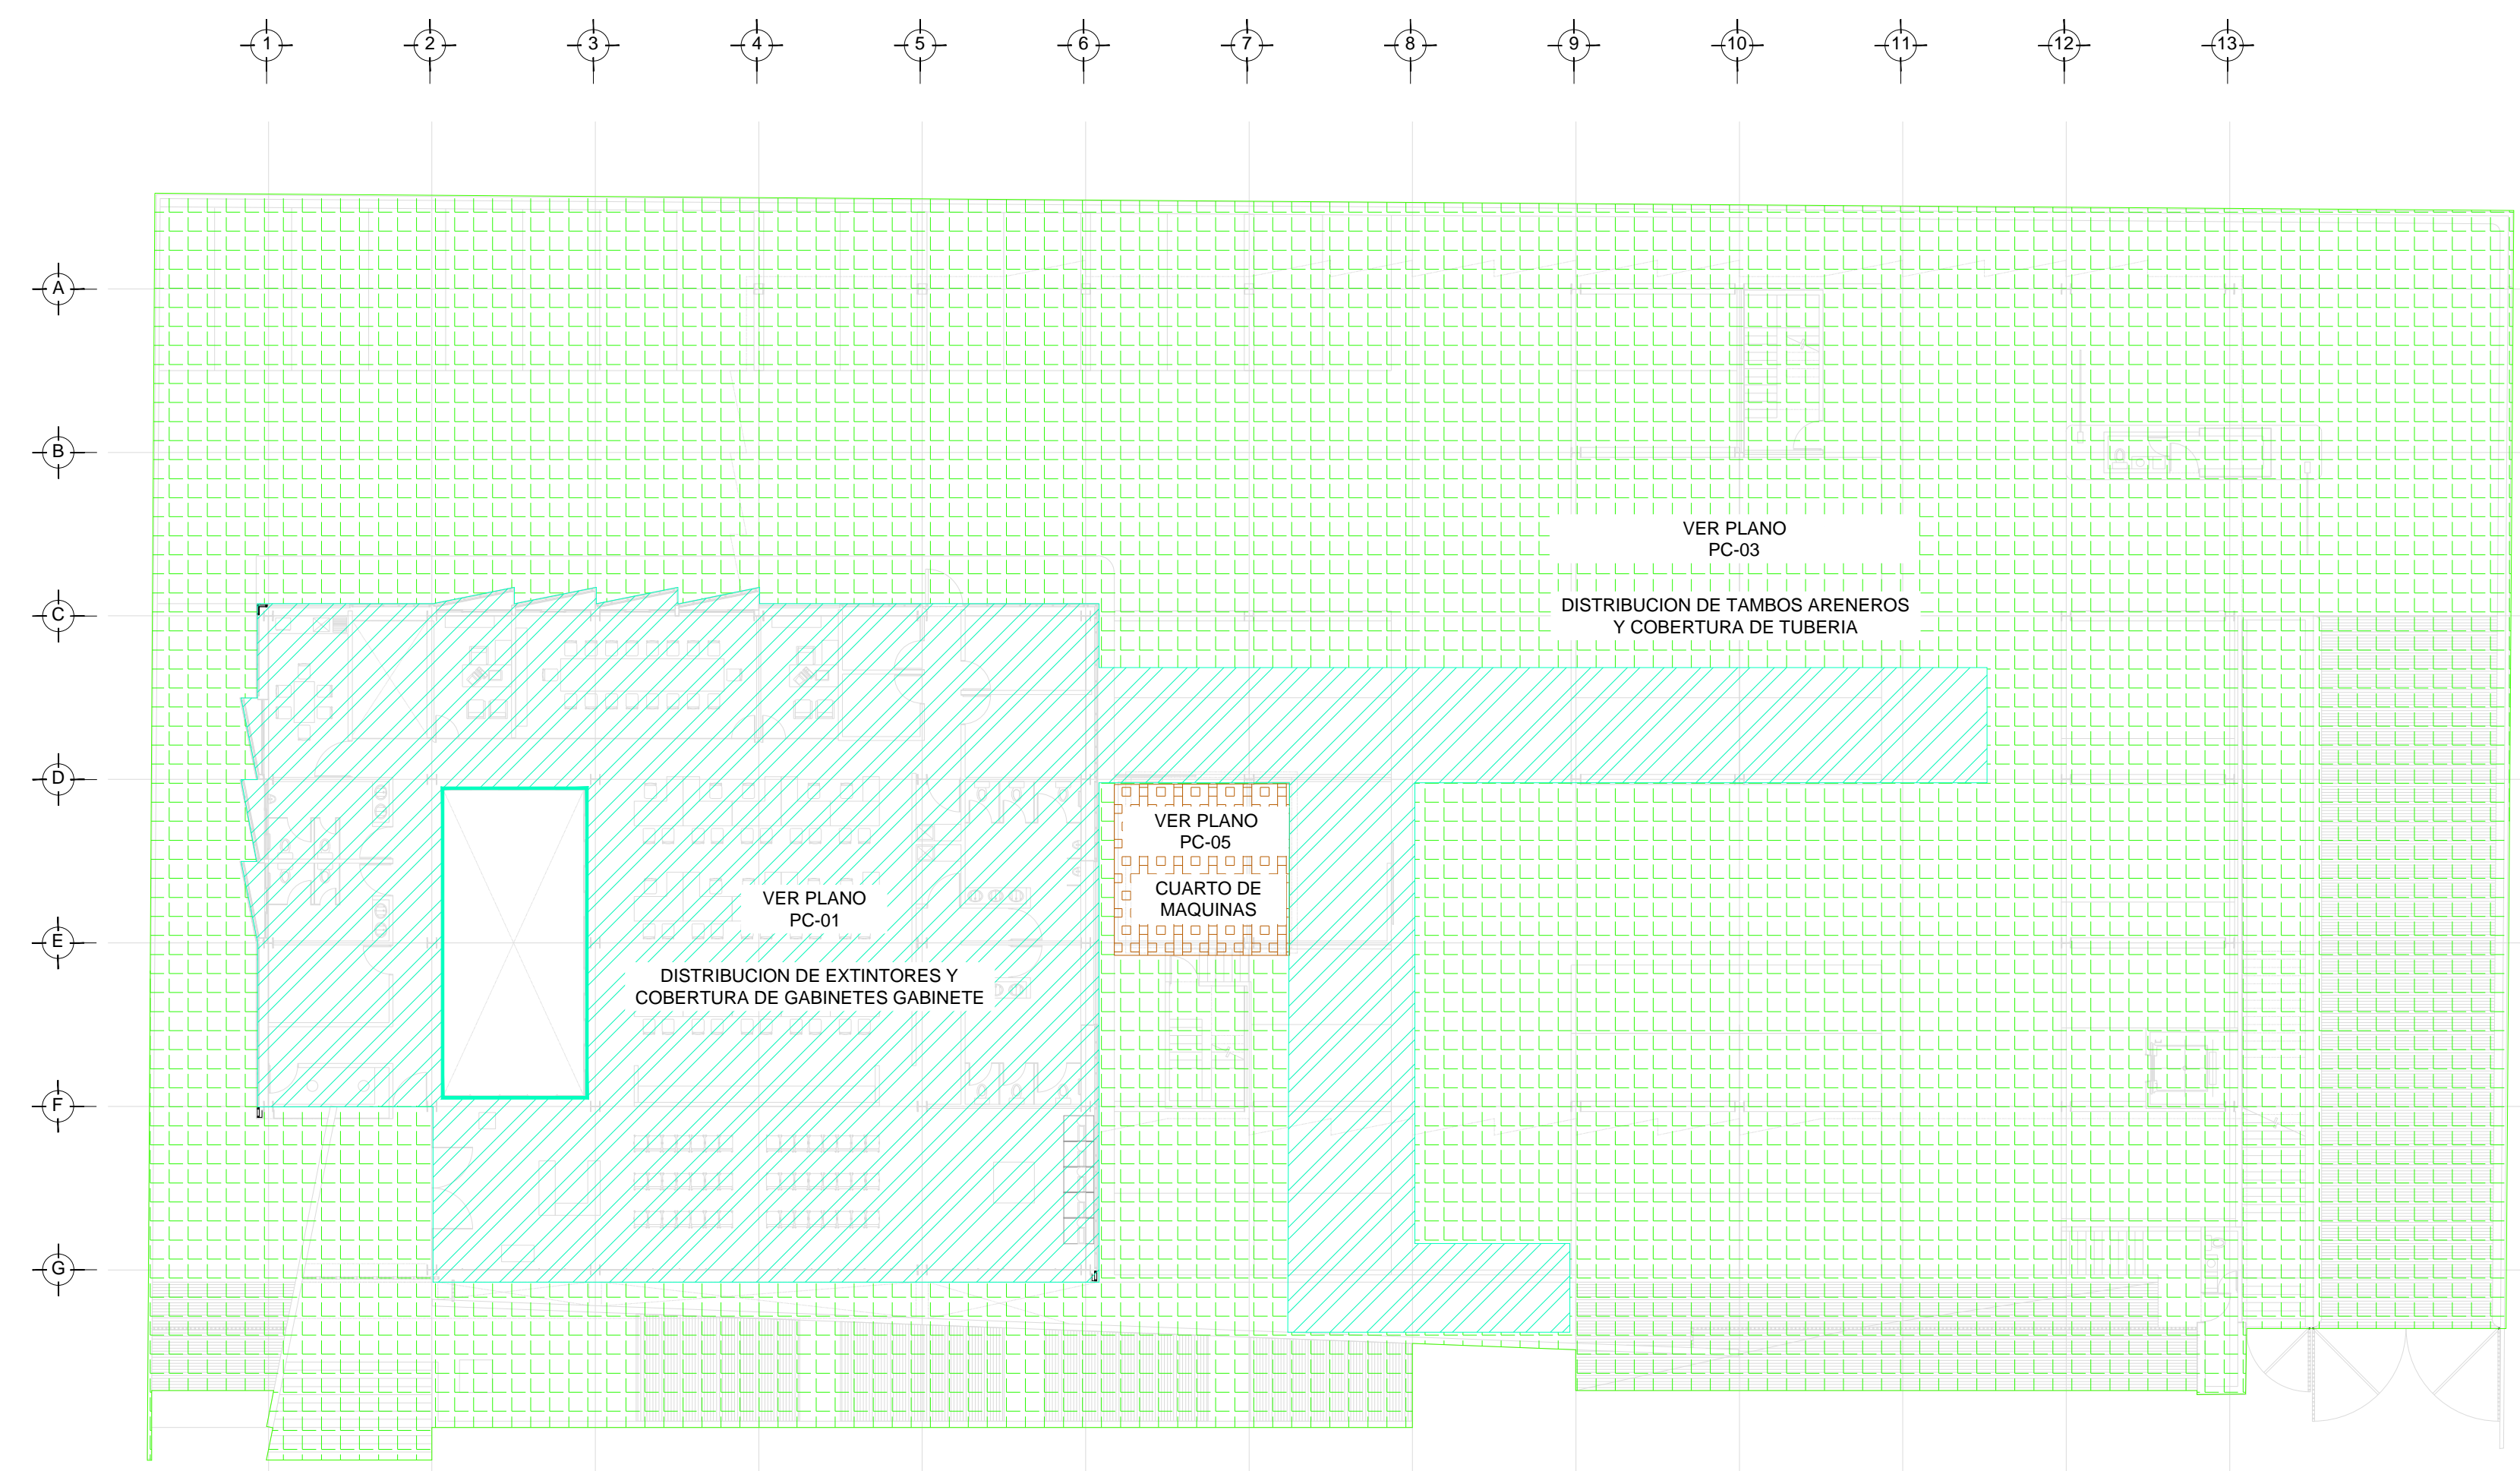 1 2 3 4 5 6 7 8 9 10 11 12 13
A
B
VER PLANO
PC-03
C
DISTRIBUCION DE TAMBOS ARENEROS
Y COBERTURA DE TUBERIA
D
VER PLANO
PC-05
CUARTO DE
MAQUINAS
VER PLANO
PC-01
E
DISTRIBUCION DE EXTINTORES Y
COBERTURA DE GABINETES GABINETE
F
G